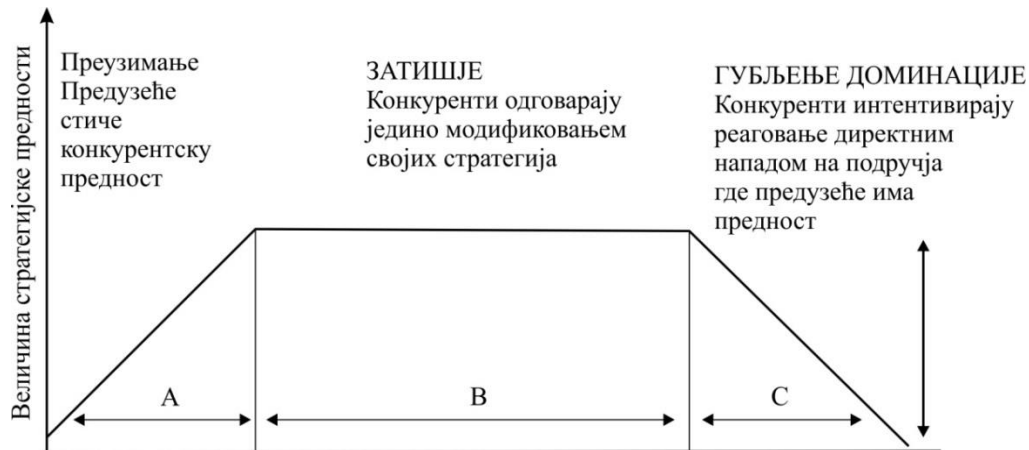 Величина стратегијске предности
Преузимање
Предузеће
стиче
конкурентску
предност
ЗАТИШЈЕ
Конкуренти одговарају
једино модификовањем
својих стратегија
ГУБЉЕЊЕ ДОМИНАЦИЈЕ
Конкуренти интентивирају
реаговање директним
нападом на подручја
где предузеће има
предност
A
B
C